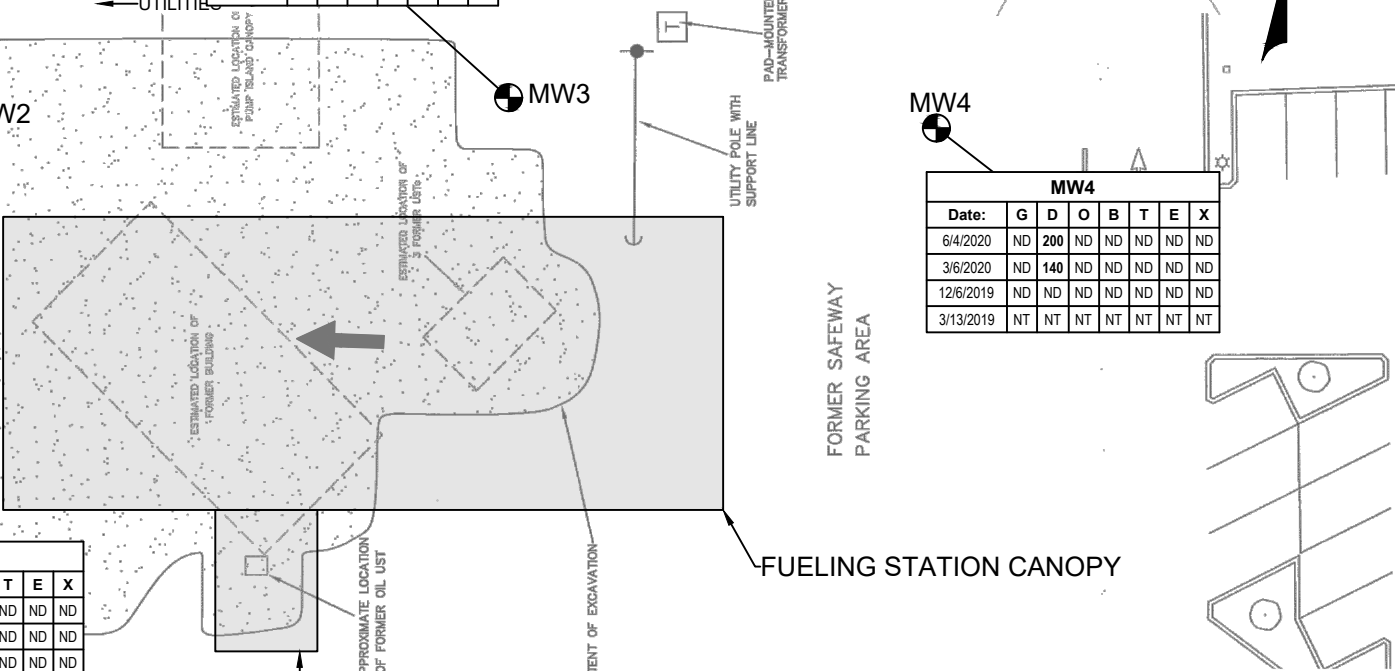 UTILITIES
ESTIMATED LOCATION OF
PUMP ISLAND CANOPY
T
PAD-MOUNTED
TRANSFORMER
MW3
MW4
W2
UTILITY POLE WITH
SUPPORT LINE
ESTIMATED LOCATION OF
3 FORMER USTs
MW4
Date: G D O B T E X
6/4/2020 ND 200 ND ND ND ND ND
3/6/2020 ND 140 ND ND ND ND ND
12/6/2019 ND ND ND ND ND ND ND
3/13/2019 NT NT NT NT NT NT NT
ESTIMATED LOCATION OF
FORMER BUILDING
FORMER SAFEWAY
PARKING AREA
FUELING STATION CANOPY
T E X
ND ND ND
ND ND ND
ND ND ND
PPROXIMATE LOCATION
OF FORMER OIL UST
TENT OF EXCAVATION